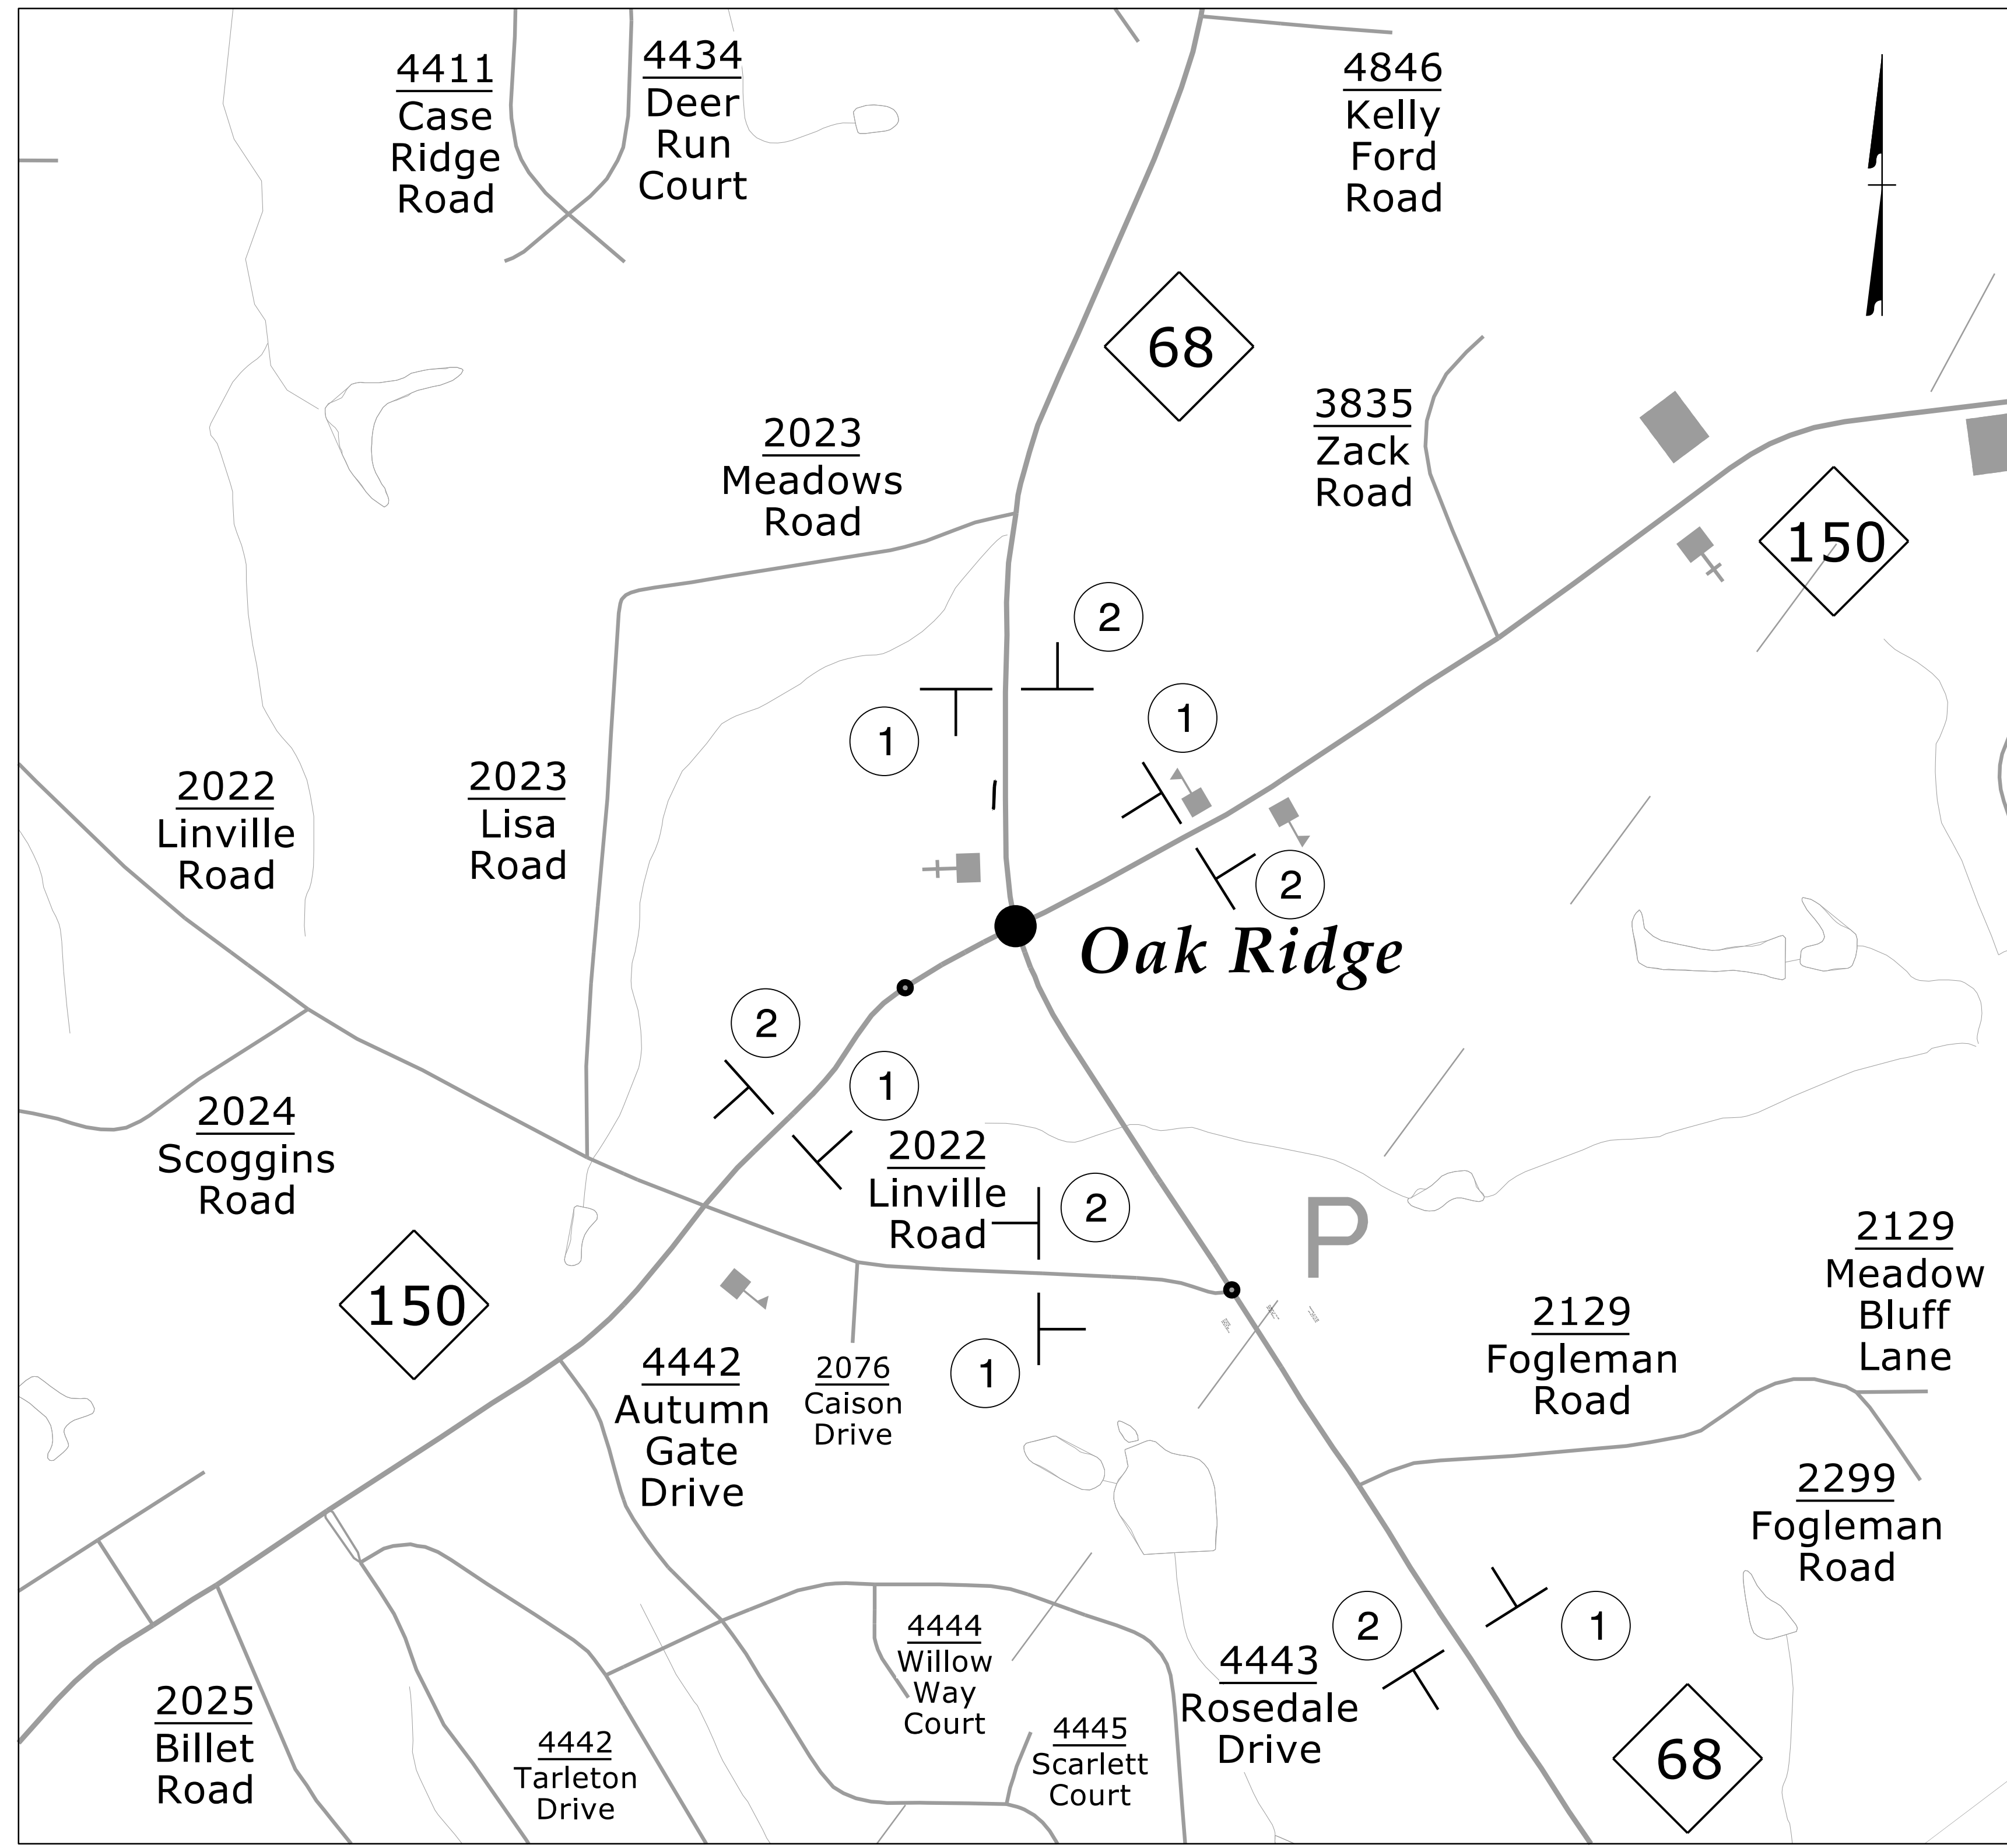 4411
Case
Ridge
Road
4434
Deer
Run
Court
4846
Kelly
Ford
Road
68
3835
Zack
Road
2023
Meadows
Road
150
2
1
1
2022
Linville
Road
2023
Lisa
Road
2
Oak Ridge
2
1
2024
Scoggins
Road
2022
Linville
Road
2
P
2129
Meadow
Bluff
Lane
150
2129
Fogleman
Road
4442
Autumn
Gate
Drive
2076
Caison
Drive
1
2299
Fogleman
Road
4444
Willow
Way
Court
2
1
4443
Rosedale
Drive
2025
Billet
Road
4442
Tarleton
Drive
4445
Scarlett
Court
68